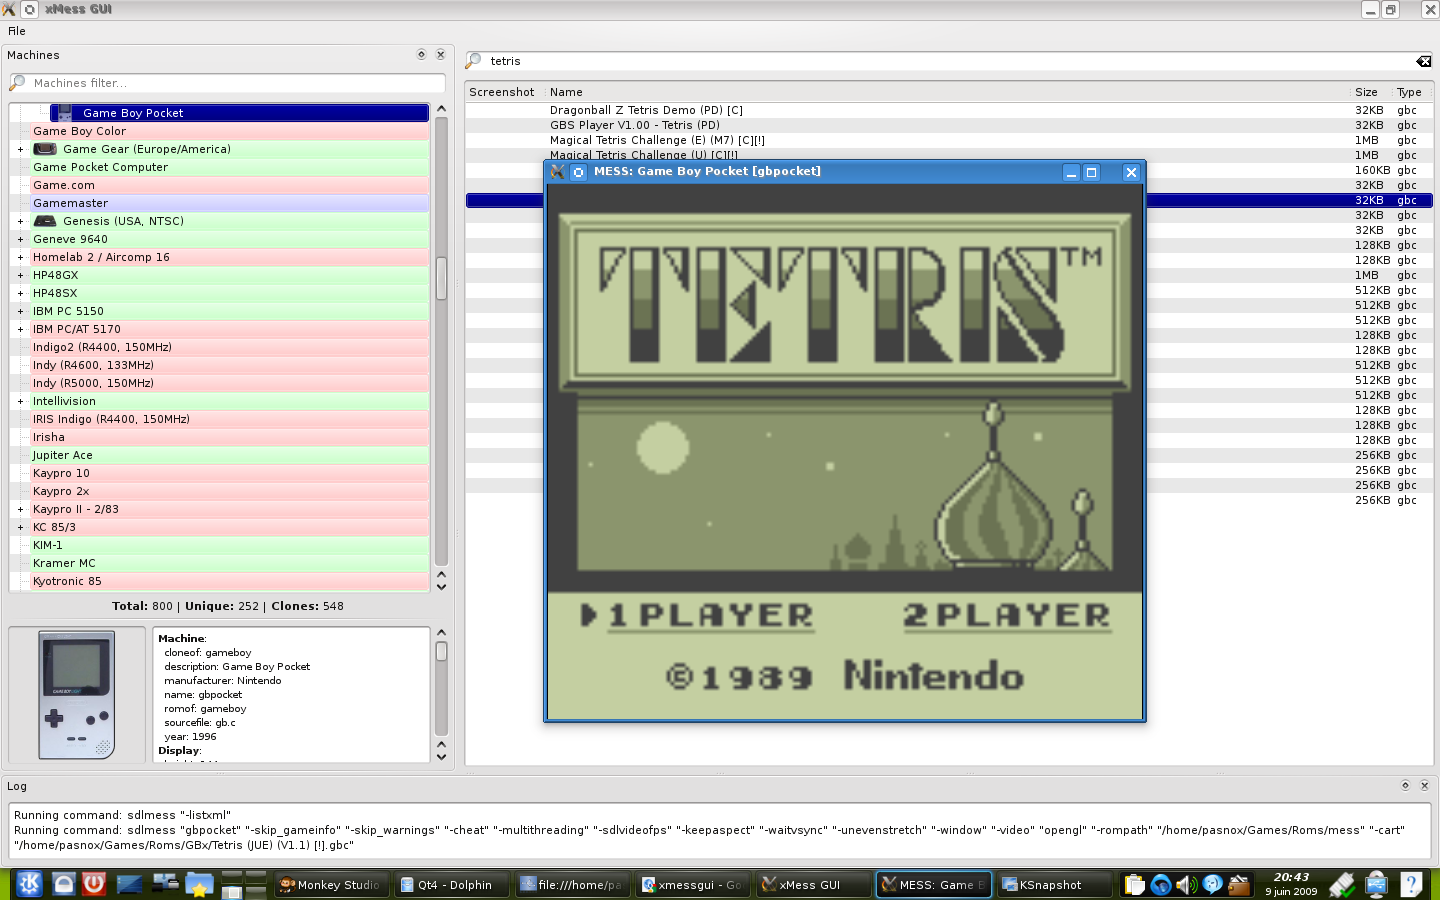 xMess GUI
File
Machines
Machines filter...
Game Boy Pocket
Game Boy Color
Game Gear (Europe/America)
Game Pocket Computer
Game.com
Gamemaster
Genesis (USA, NTSC)
Geneve 9640
Homelab 2 / Aircomp 16
HP48GX
HP48SX
IBM PC 5150
IBM PC/AT 5170
Indigo2 (R4400, 150MHz)
Indy (R4600, 133MHz)
Indy (R5000, 150MHz)
Intellivision
IRIS Indigo (R4400, 150MHz)
Irisha
Jupiter Ace
Kaypro 10
Kaypro 2x
Kaypro II - 2/83
KC 85/3
KIM-1
Kramer MC
Kyotronic 85
Total: 800 | Unique: 252 | Clones: 548
Machine:
cloneof: gameboy
description: Game Boy Pocket
manufacturer: Nintendo
name: gbpocket
romof: gameboy
sourcefile: gb.c
year: 1996
Display:
tetris
Screenshot Name Size Type
Dragonball Z Tetris Demo (PD) [C] 32KB gbc
GBS Player V1.00 - Tetris (PD) 32KB gbc
Magical Tetris Challenge (E) (M7) [C][!] 1MB gbc
Magical Tetris Challenge (U) [C][!] 1MB gbc
160KB gbc
32KB gbc
32KB gbc
32KB gbc
32KB gbc
128KB gbc
128KB gbc
1MB gbc
512KB gbc
512KB gbc
512KB gbc
128KB gbc
128KB gbc
512KB gbc
512KB gbc
512KB gbc
128KB gbc
128KB gbc
128KB gbc
256KB gbc
256KB gbc
256KB gbc
256KB gbc
MESS: Game Boy Pocket [gbpocket]
TETRIS™
1PLAYER 2PLAYER
©1989 Nintendo
Log
Running command: sdlmess "-listxml"
Running command: sdlmess "gbpocket" "-skip_gameinfo" "-skip_warnings" "-cheat" "-multithreading" "-sdlvideofps" "-keepaspect" "-waitvsync" "-unevenstretch" "-window" "-video" "opengl" "-rompath" "/home/pasnox/Games/Roms/mess" "-cart"
"/home/pasnox/Games/Roms/GBx/Tetris (JUE) (V1.1) [!].gbc"
Monkey Studio
Qt4 - Dolphin
file:///home/pa
xmessgui - Go
xMess GUI
MESS: Game B
KSnapshot
20:43
9 juin 2009